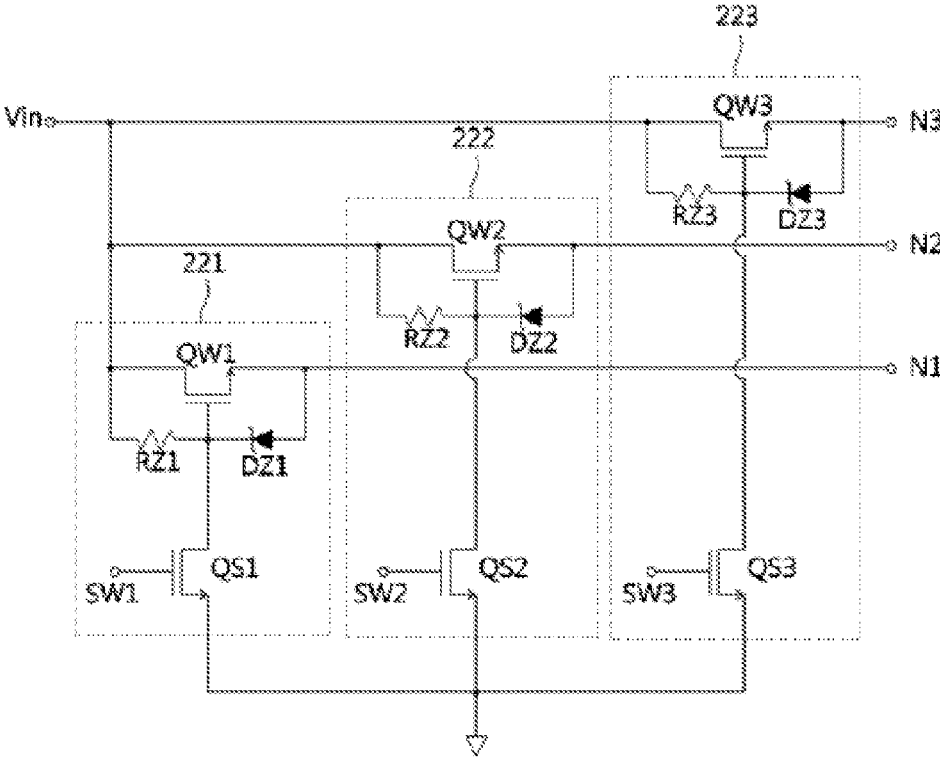 223
Vin
QW3
N3
222
RZ3
DZ3
QW2
N2
221
RZ2
DZ2
QW1
N1
RZ1
DZ1
QS1
QS2
QS3
SW1
SW2
SW3